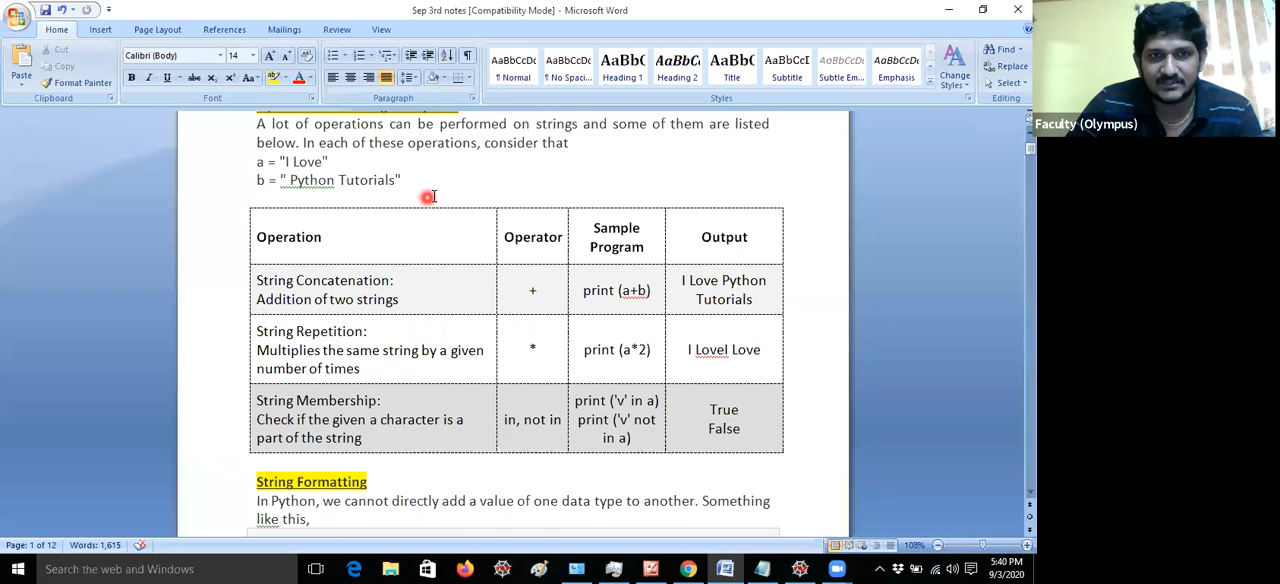 Sep 3rd notes [Compatibility Mode] - Microsoft Word
Home Insert Page Layout References Mailings Review View
Cut
Copy
Format Painter
Paste
Clipboard
Calibri (Body) 14
Font
Paragraph
AaBbCcDc AaBbCcDc AaBbC AaBbCc AaBbC AaBbCcI AaBbCcDc AaBbCcDc
¶ Normal ¶ No Spaci... Heading 1 Heading 2 Title Subtitle Subtle Em... Emphasis
Change
Styles
Styles
Find
Replace
Select
Editing
Faculty (Olympus)
A lot of operations can be performed on strings and some of them are listed
below. In each of these operations, consider that
a = "I Love"
b = " Python Tutorials"
Operation Operator Sample Program Output
String Concatenation:
Addition of two strings
+
print (a+b)
I Love Python
Tutorials
String Repetition:
Multiplies the same string by a given
number of times
*
print (a*2)
I LoveI Love
String Membership:
Check if the given a character is a
part of the string
in, not in
print ('v' in a)
print ('v' not
in a)
True
False
String Formatting
In Python, we cannot directly add a value of one data type to another. Something
like this,
Page: 1 of 12 Words: 1,615 108%
Type here to search
5:40 PM
9/3/2020